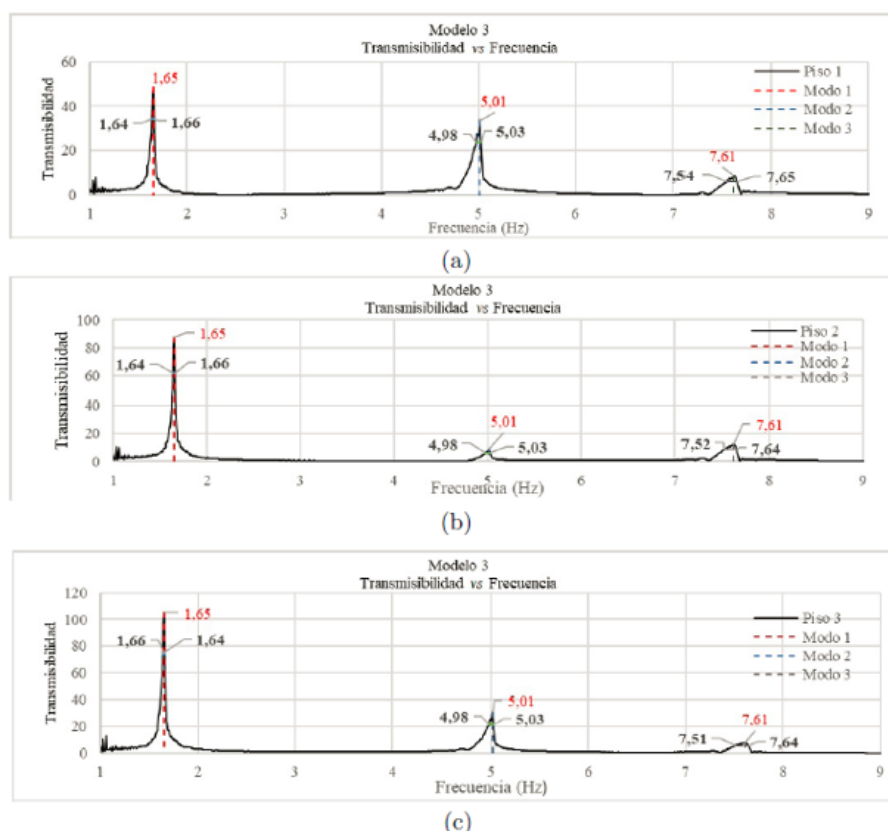 Modelo 3
Transmisibilidad vs Frecuencia
Transmisibilidad
60
40
20
0
1,65
1,64
1,66
5,01
4,98
5,03
7,61
7,54
7,65
Piso 1
Modo 1
Modo 2
Modo 3
1 2 3 4 5 6 7 8 9
Frecuencia (Hz)
(a)
Modelo 3
Transmisibilidad vs Frecuencia
Transmisibilidad
100
80
60
40
20
0
1,65
1,64
1,66
5,01
4,98
5,03
7,61
7,52
7,64
Piso 2
Modo 1
Modo 2
Modo 3
1 2 3 4 5 6 7 8 9
Frecuencia (Hz)
(b)
Modelo 3
Transmisibilidad vs Frecuencia
Transmisibilidad
120
100
80
60
40
20
0
1,65
1,66
1,64
5,01
4,98
5,03
7,61
7,51
7,64
Piso 3
Modo 1
Modo 2
Modo 3
1 2 3 4 5 6 7 8 9
Frecuencia (Hz)
(c)